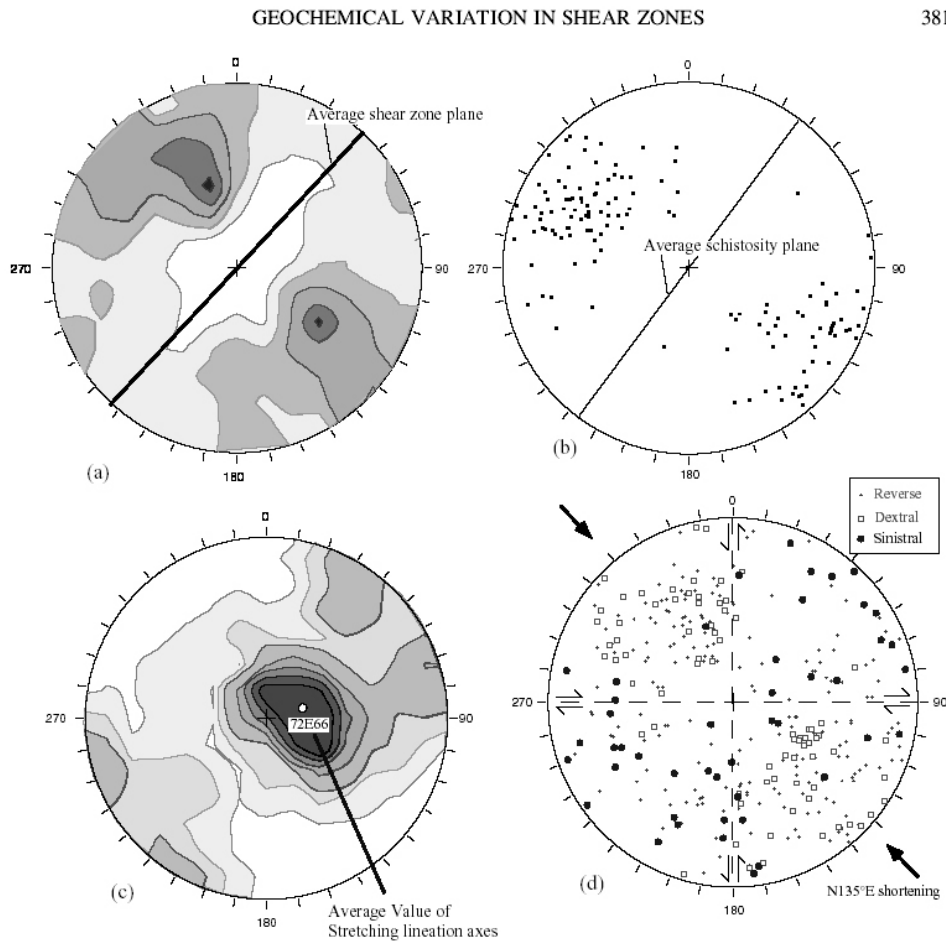 GEOCHEMICAL VARIATION IN SHEAR ZONES
381
0
Average shear zone plane
270
90
180
(a)
0
Average schistosity plane
270
90
180
(b)
0
270
90
72E66
180
(c)
Average Value of
Stretching lineation axes
Reverse
Dextral
Sinistral
0
270
90
180
(d)
N135°E shortening